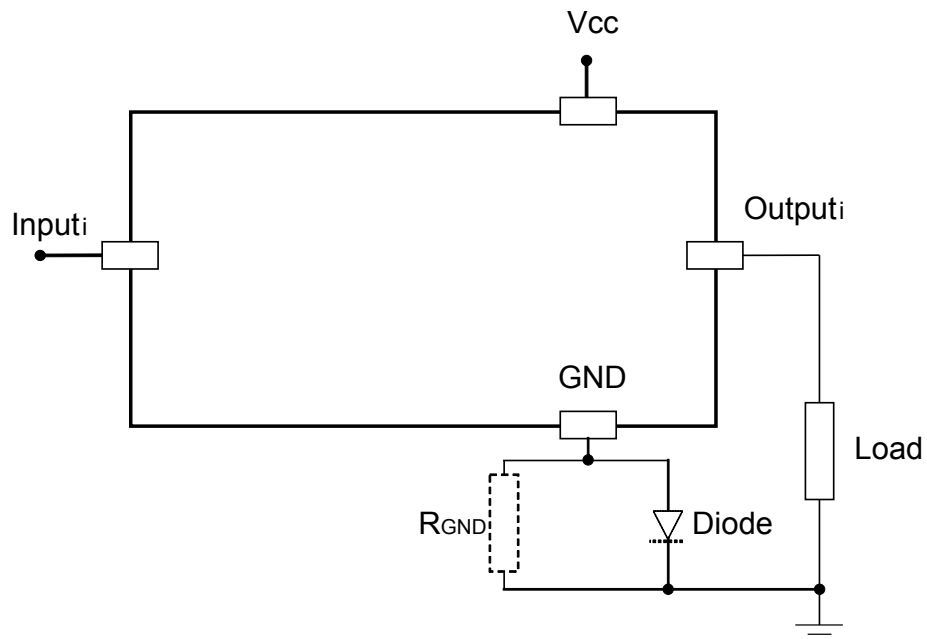 Vcc
Inputi
Outputi
GND
Load
RGND
Diode